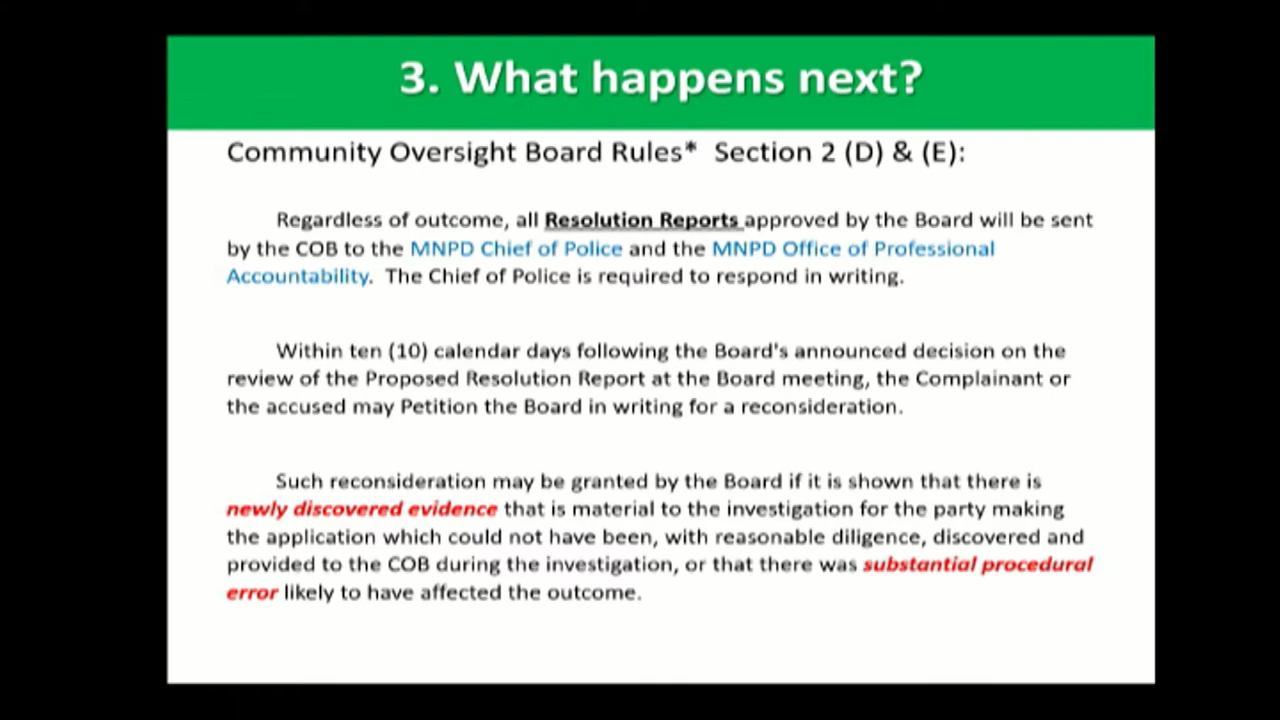 3. What happens next?
Community Oversight Board Rules* Section 2 (D) & (E):
Regardless of outcome, all Resolution Reports approved by the Board will be sent
by the COB to the MNPD Chief of Police and the MNPD Office of Professional
Accountability. The Chief of Police is required to respond in writing.
Within ten (10) calendar days following the Board's announced decision on the
review of the Proposed Resolution Report at the Board meeting, the Complainant or
the accused may Petition the Board in writing for a reconsideration.
Such reconsideration may be granted by the Board if it is shown that there is
newly discovered evidence that is material to the investigation for the party making
the application which could not have been, with reasonable diligence, discovered and
provided to the COB during the investigation, or that there was substantial procedural
error likely to have affected the outcome.